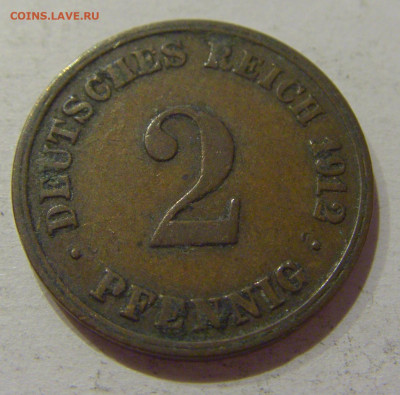 COINS.LAVE.RU
DEUTSCHES REICH 1912
2
· PFENNIG ·